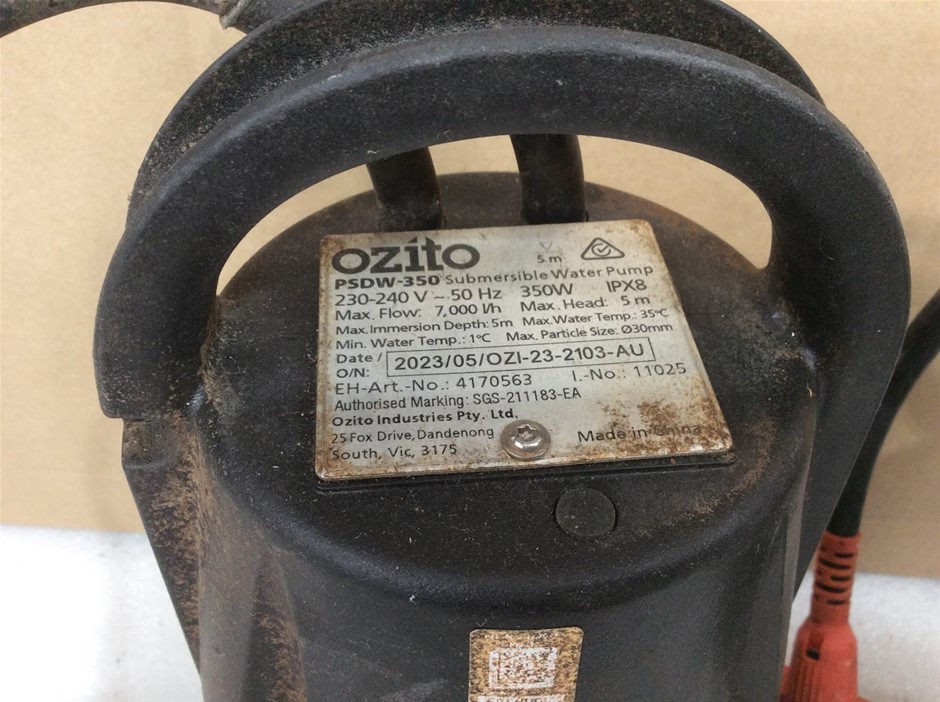 ozito
5 m
PSDW-350 Submersible Water Pump
230-240 V ~ 50 Hz 350W IPX8
Max. Flow: 7,000 l/h Max. Head: 5 m
Max. Immersion Depth: 5m Max. Water Temp.: 35°C
Min. Water Temp.: 1°C Max. Particle Size: Ø30mm
Date / O/N: 2023/05/OZI-23-2103-AU
EH-Art.-No.: 4170563 I.-No.: 11025
Authorised Marking: SGS-211183-EA
Ozito Industries Pty. Ltd.
25 Fox Drive, Dandenong
South, Vic, 3175
Made in China